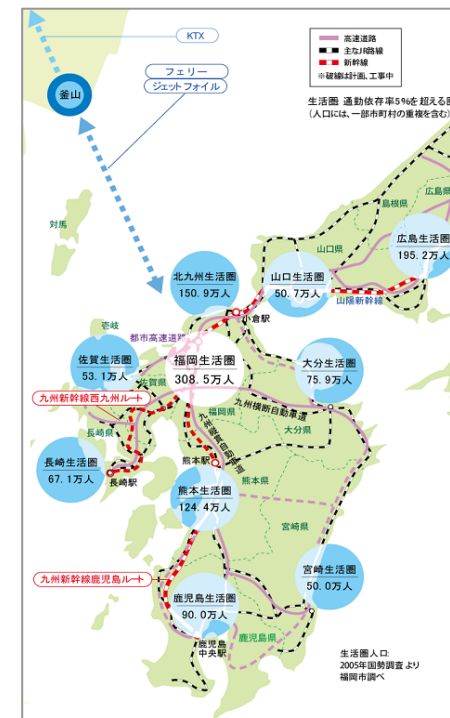 KTX
高速道路
主なJR路線
新幹線
※破線は計画、工事中
フェリー
ジェットフォイル
釜山
生活圏 通勤依存率5%を超える圏
(人口には、一部市町村の重複を含む)
広島県
島根県
対馬
山口県
広島生活圏
195.2万人
北九州生活圏
150.9万人
山口生活圏
50.7万人
山陽新幹線
小倉駅
壱岐
都市高速道路
佐賀生活圏
53.1万人
福岡生活圏
308.5万人
大分生活圏
75.9万人
佐賀県
九州新幹線西九州ルート
福岡県
九州横断自動車道
大分県
長崎県
九州縦貫自動車道
長崎生活圏
67.1万人
長崎駅
熊本駅
熊本県
熊本生活圏
124.4万人
宮崎県
九州新幹線鹿児島ルート
宮崎生活圏
50.0万人
鹿児島生活圏
90.0万人
鹿児島
中央駅
鹿児島県
生活圏人口:
2005年国勢調査より
福岡市調べ